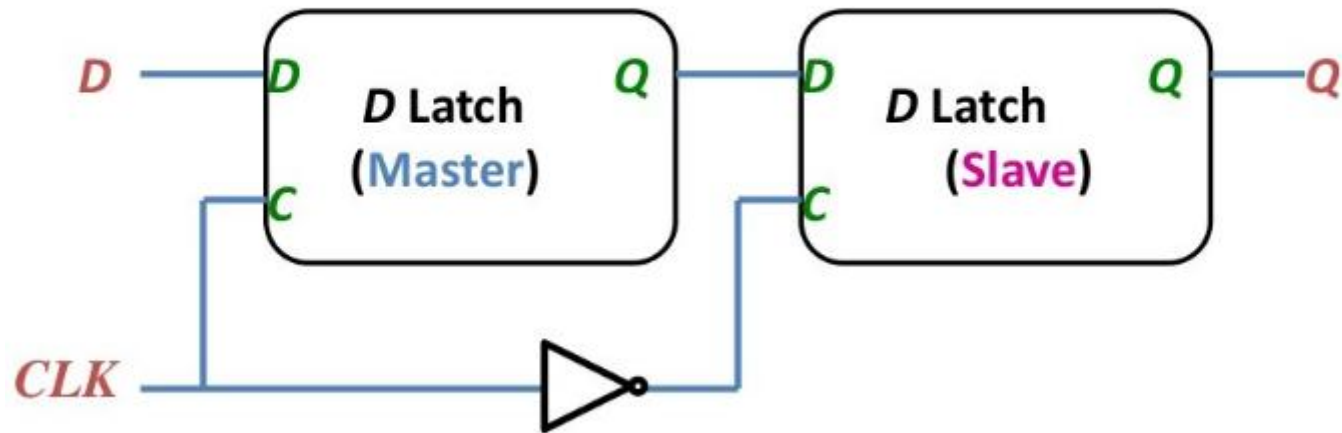 D D Q D Q Q
D Latch D Latch
(Master) (Slave)
C C
CLK